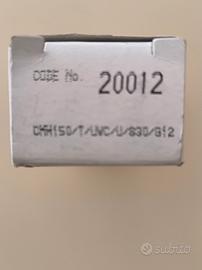 CODE No.
20012
CMH150/T/UVC/U/830/G12
subito